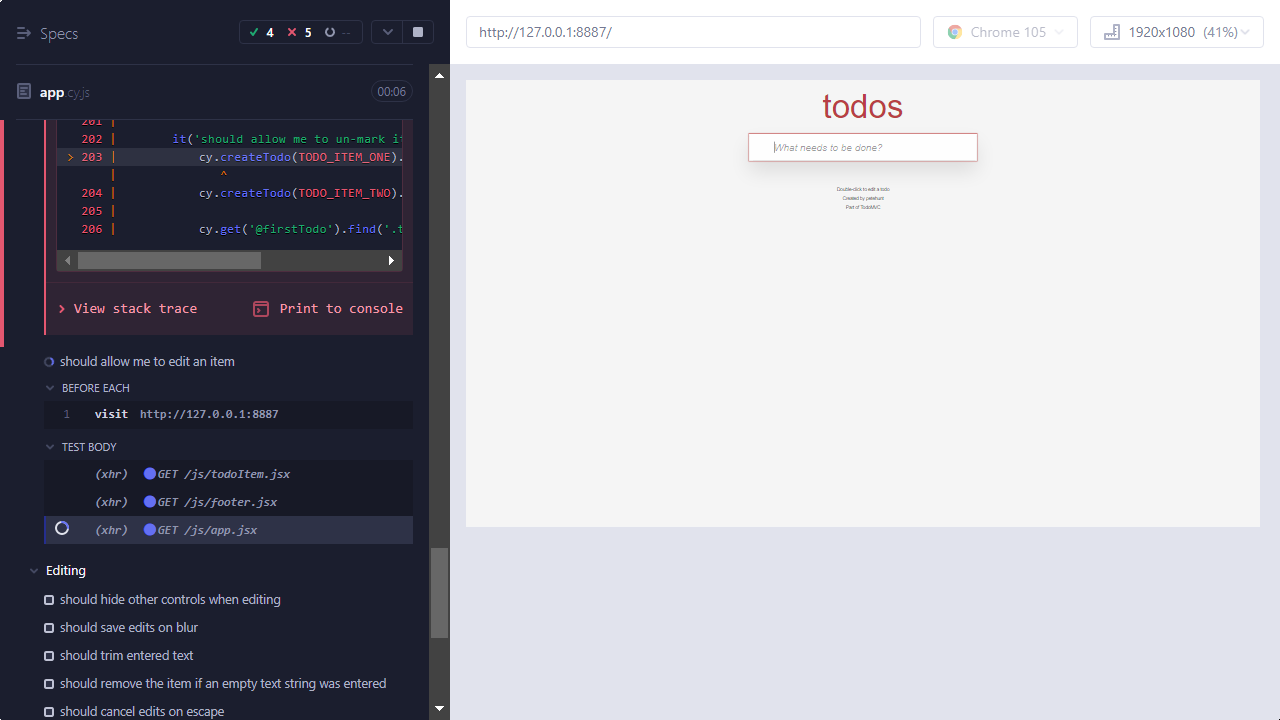 Specs
4
5
--
app.cy.js
00:06
201 |
202 | it('should allow me to un-mark it
> 203 | cy.createTodo(TODO_ITEM_ONE).
| ^
204 | cy.createTodo(TODO_ITEM_TWO).
205 |
206 | cy.get('@firstTodo').find('.t
View stack trace
Print to console
should allow me to edit an item
BEFORE EACH
1 visit http://127.0.0.1:8887
TEST BODY
(xhr) GET /js/todoItem.jsx
(xhr) GET /js/footer.jsx
(xhr) GET /js/app.jsx
Editing
should hide other controls when editing
should save edits on blur
should trim entered text
should remove the item if an empty text string was entered
should cancel edits on escape
http://127.0.0.1:8887/
Chrome 105
1920x1080 (41%)
todos
What needs to be done?
Double-click to edit a todo
Created by petehunt
Part of TodoMVC